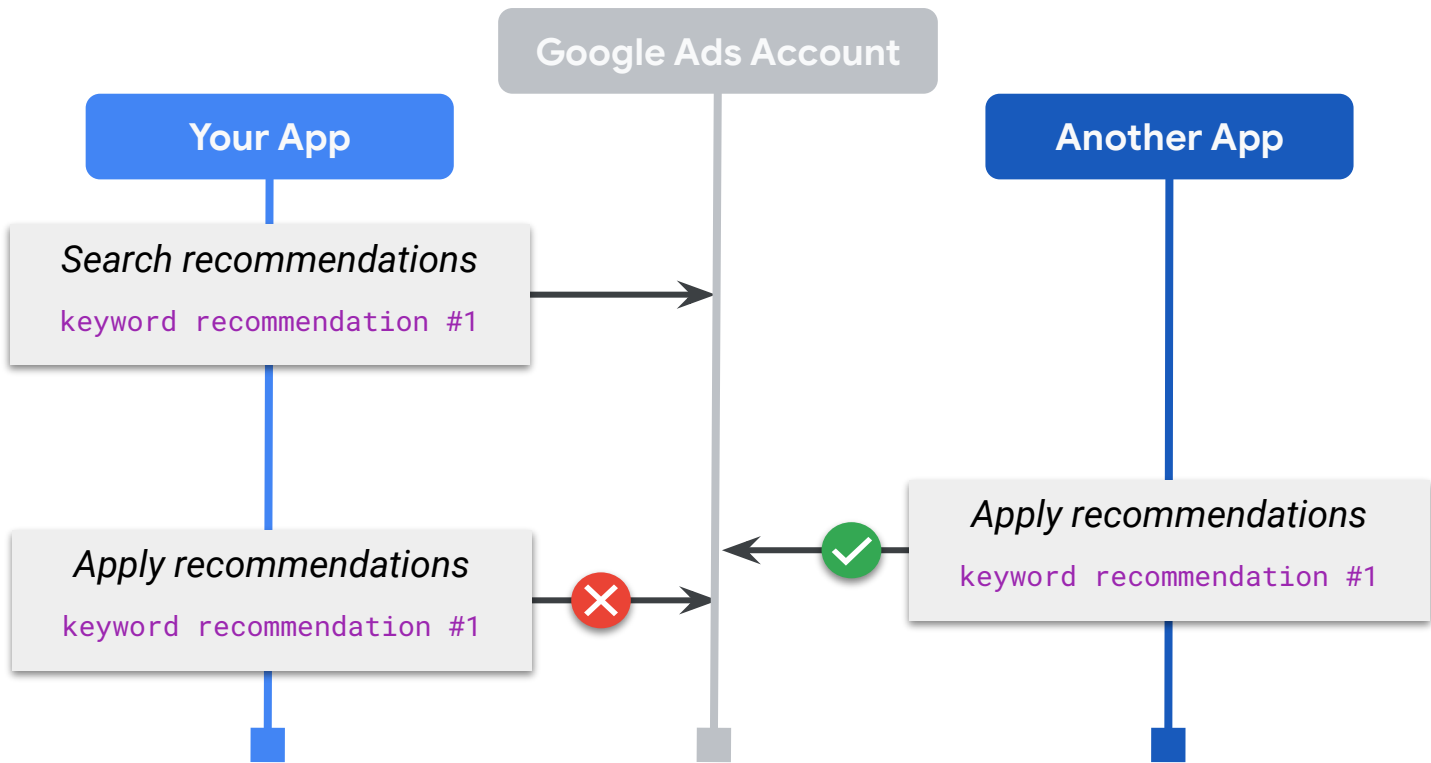 Google Ads Account
Your App
Another App
Search recommendations
keyword recommendation #1
Apply recommendations
keyword recommendation #1
Apply recommendations
keyword recommendation #1